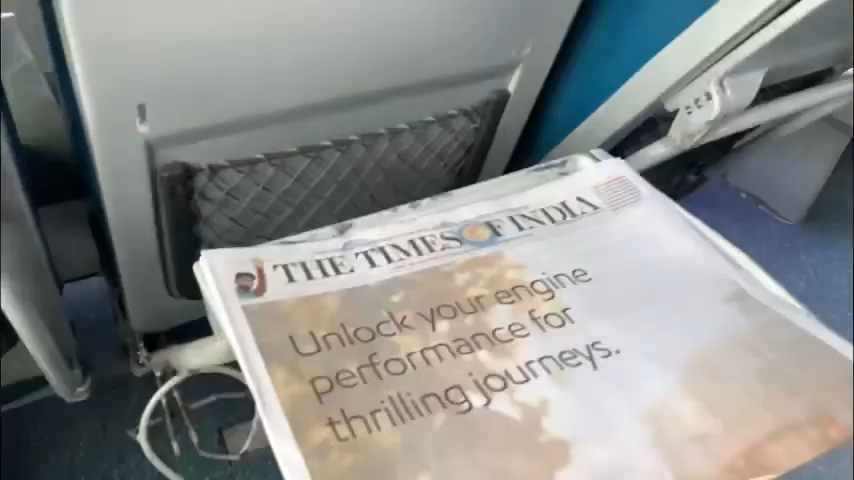 THE TIMES OF INDIA
Unlock your engine
performance for
thrilling journeys.